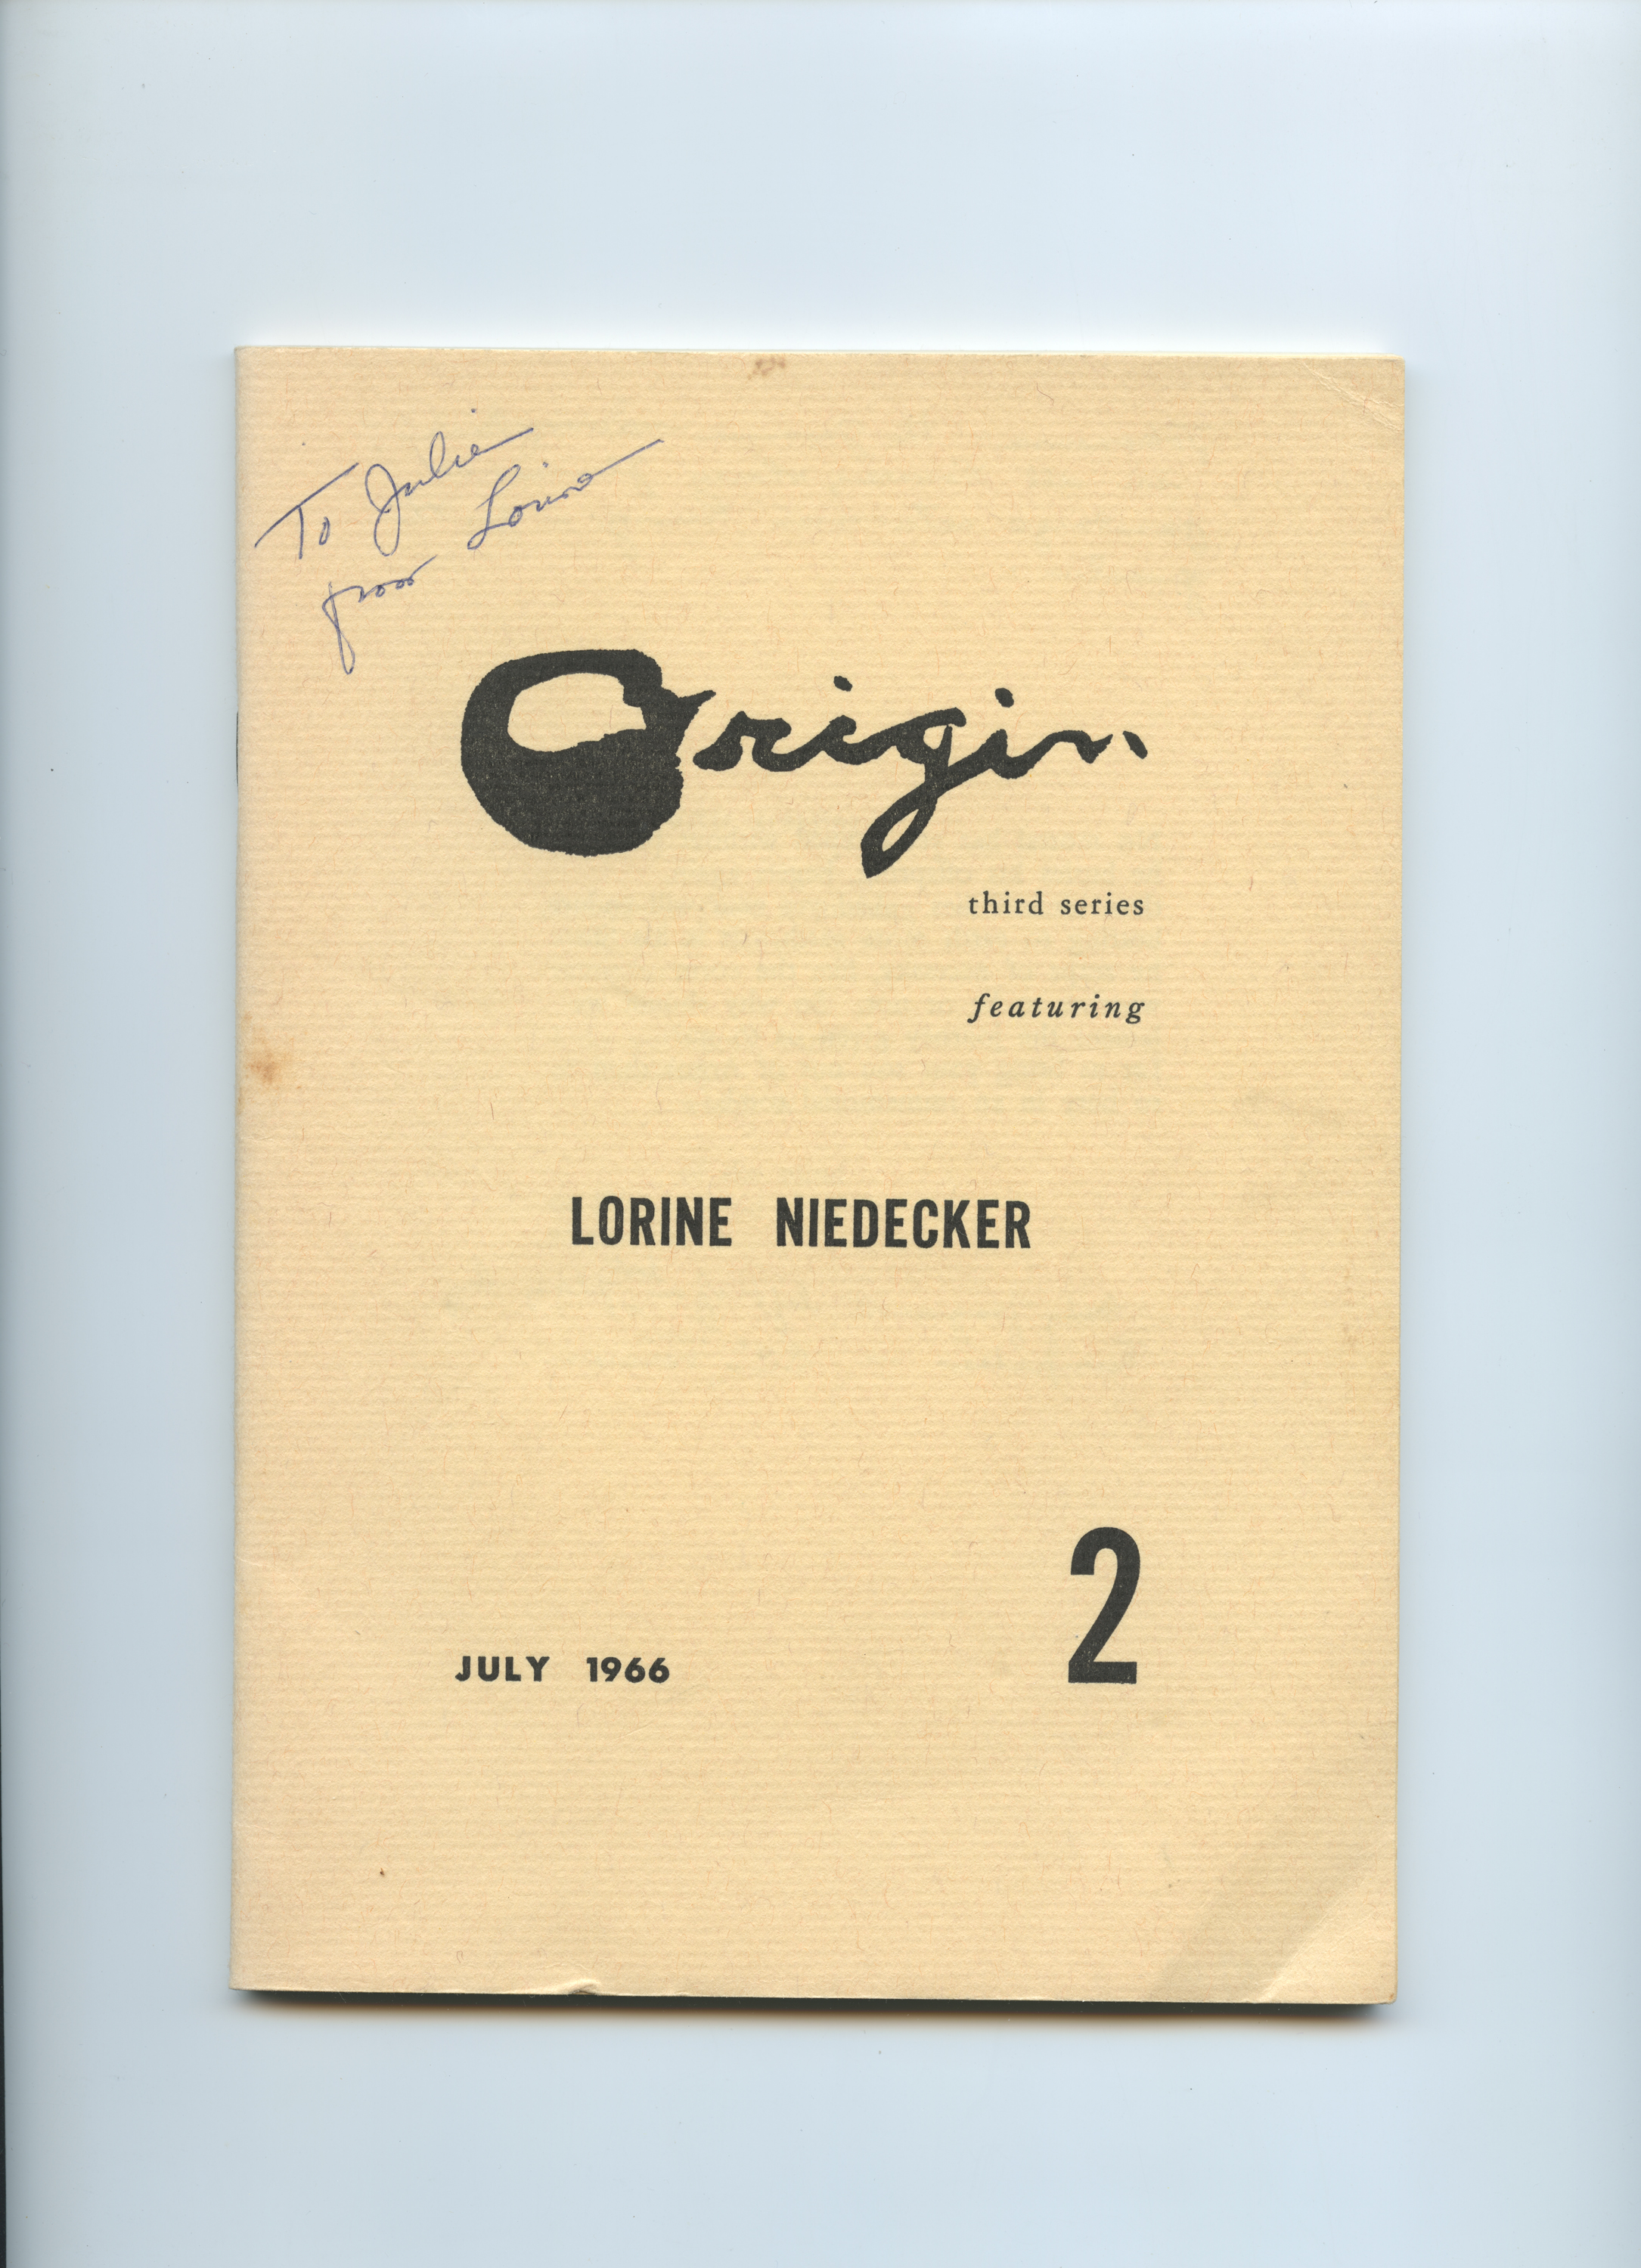 To Julie
from Lorine
Origin
third series
featuring
LORINE NIEDECKER
2
JULY 1966